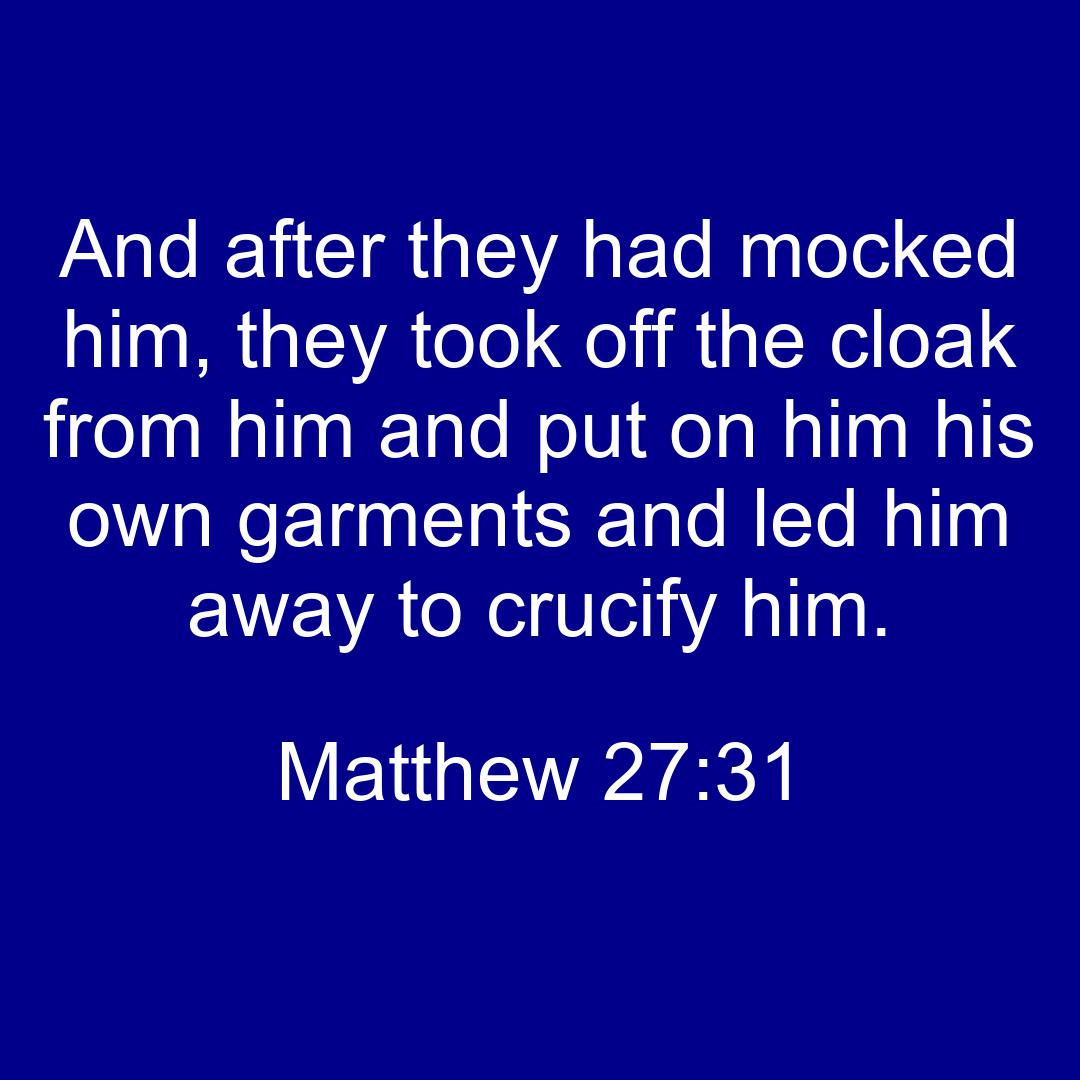 And after they had mocked
him, they took off the cloak
from him and put on him his
own garments and led him
away to crucify him.
Matthew 27:31